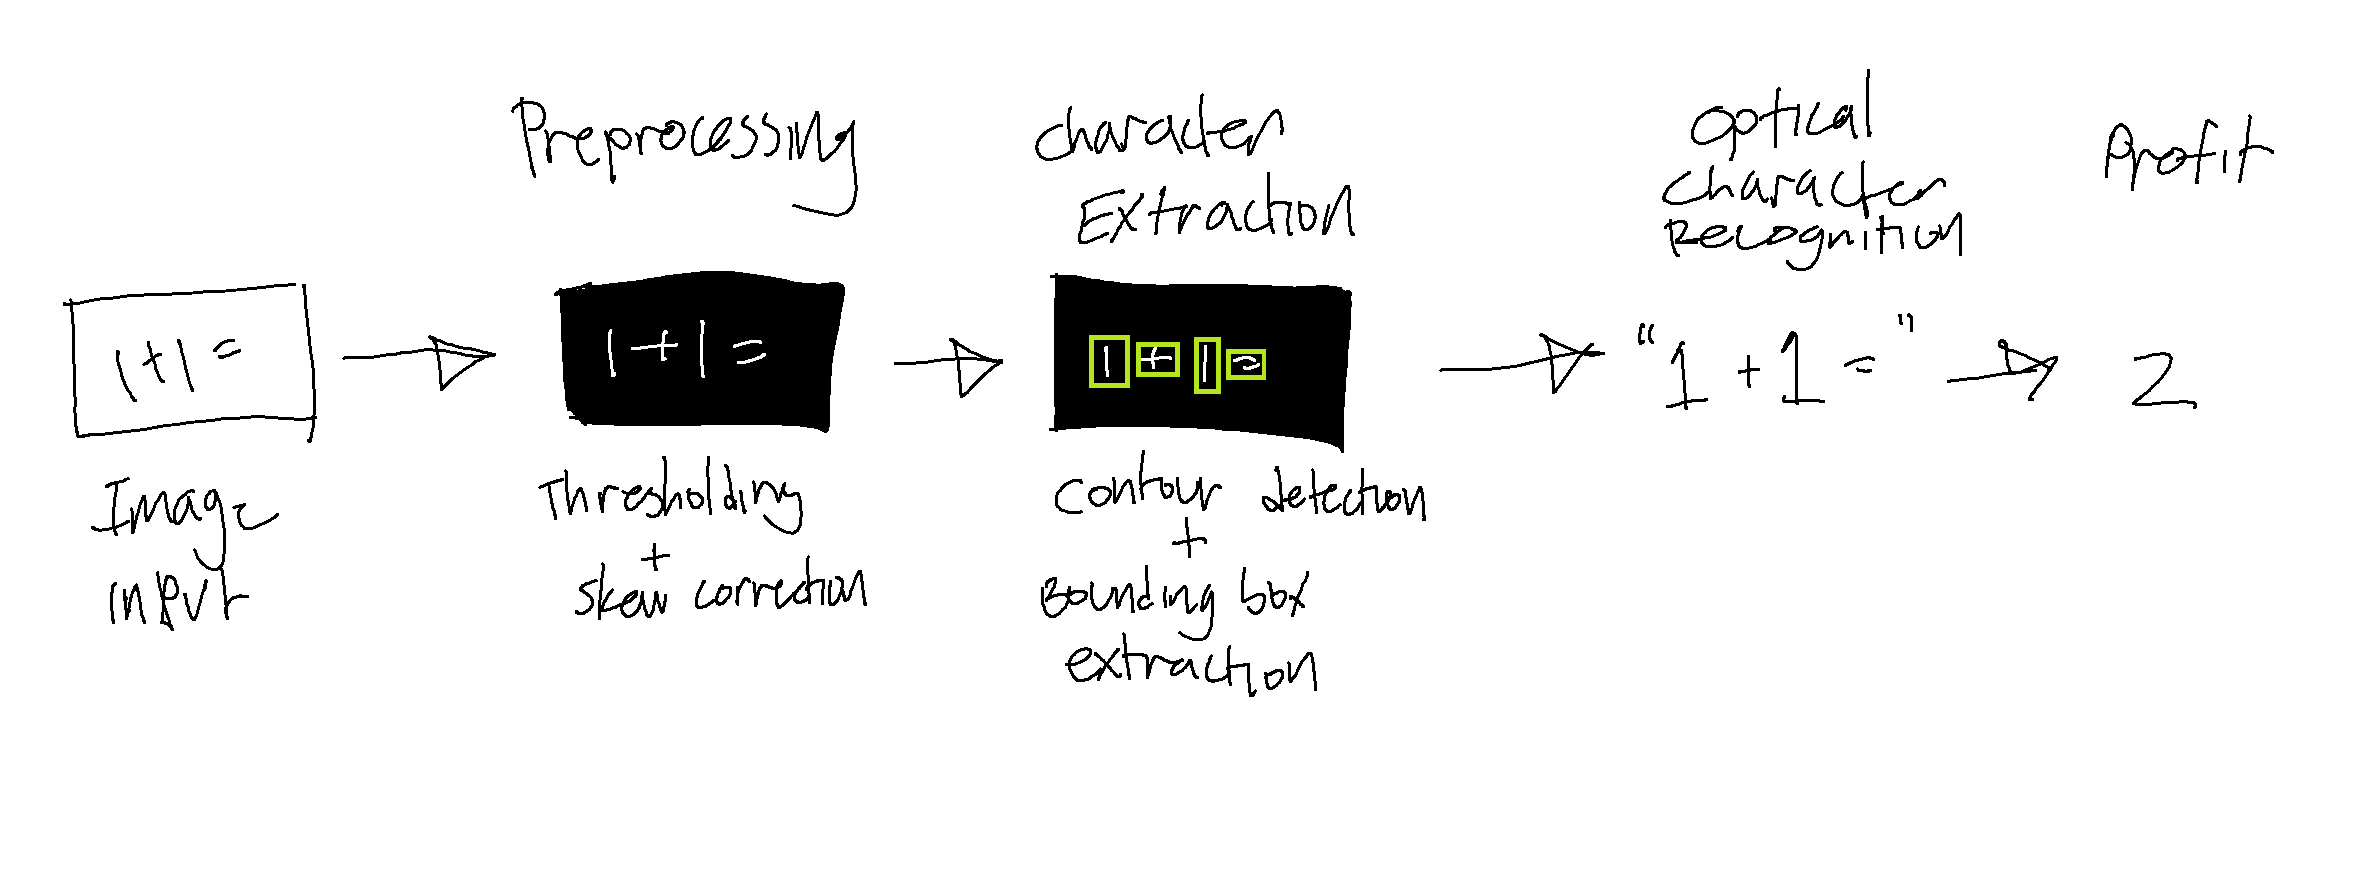 Preprocessing
Character
Extraction
Optical
Character
Recognition
Profit
1+1=
1+1=
1+1=
"1+1="
2
Image
input
Thresholding
+
skew correction
contour detection
+
Bounding box
extraction